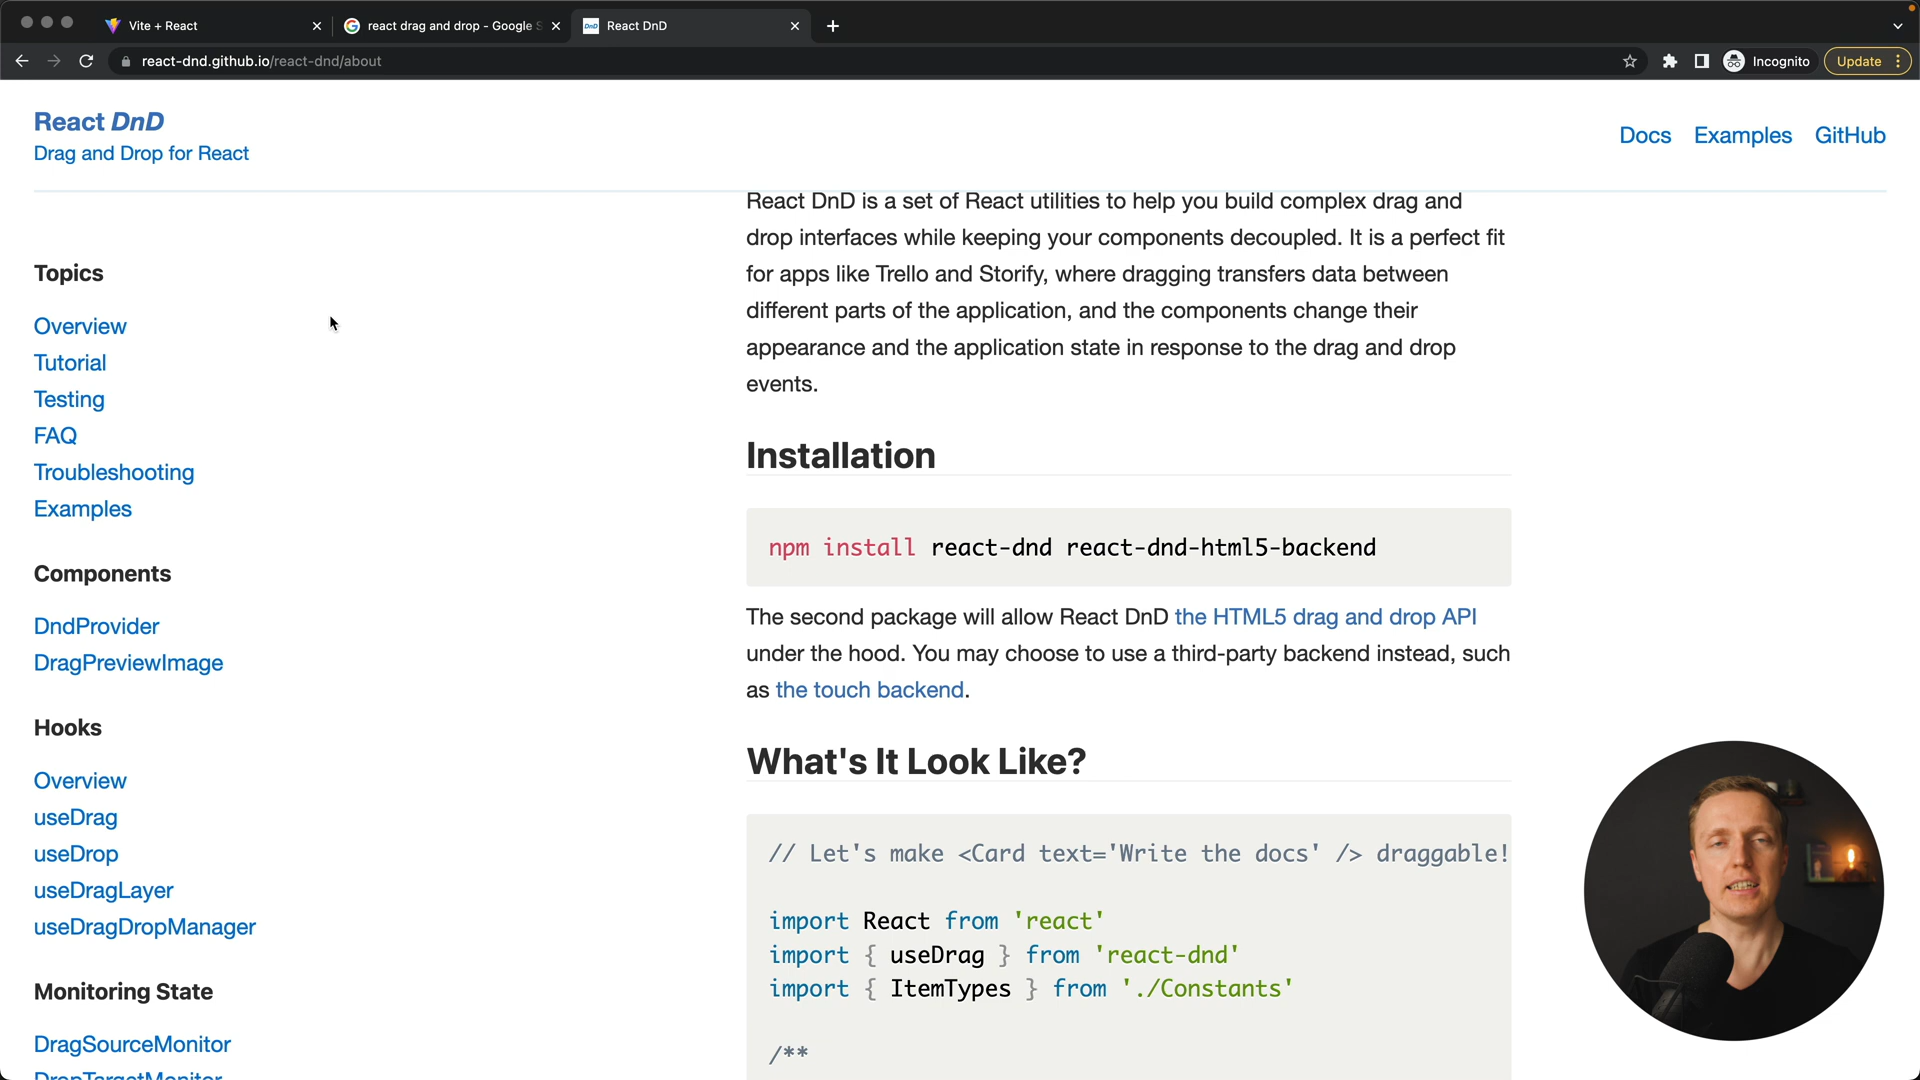 Vite + React
react drag and drop - Google S
React DnD
react-dnd.github.io/react-dnd/about
Incognito
Update
React DnD
Drag and Drop for React
Docs
Examples
GitHub
Topics
Overview
Tutorial
Testing
FAQ
Troubleshooting
Examples
Components
DndProvider
DragPreviewImage
Hooks
Overview
useDrag
useDrop
useDragLayer
useDragDropManager
Monitoring State
DragSourceMonitor
DropTargetMonitor
React DnD is a set of React utilities to help you build complex drag and
drop interfaces while keeping your components decoupled. It is a perfect fit
for apps like Trello and Storify, where dragging transfers data between
different parts of the application, and the components change their
appearance and the application state in response to the drag and drop
events.
Installation
npm install react-dnd react-dnd-html5-backend
The second package will allow React DnD the HTML5 drag and drop API
under the hood. You may choose to use a third-party backend instead, such
as the touch backend.
What's It Look Like?
// Let's make <Card text='Write the docs' /> draggable!
import React from 'react'
import { useDrag } from 'react-dnd'
import { ItemTypes } from './Constants'
/**